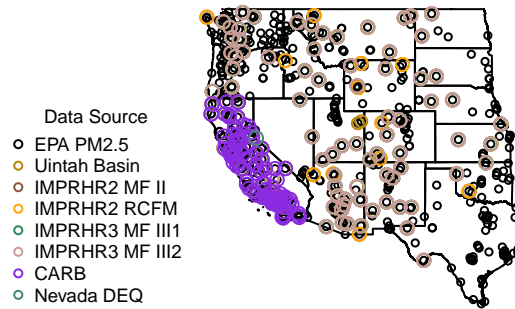 Data Source
EPA PM2.5
Uintah Basin
IMPRHR2 MF II
IMPRHR2 RCFM
IMPRHR3 MF III1
IMPRHR3 MF III2
CARB
Nevada DEQ